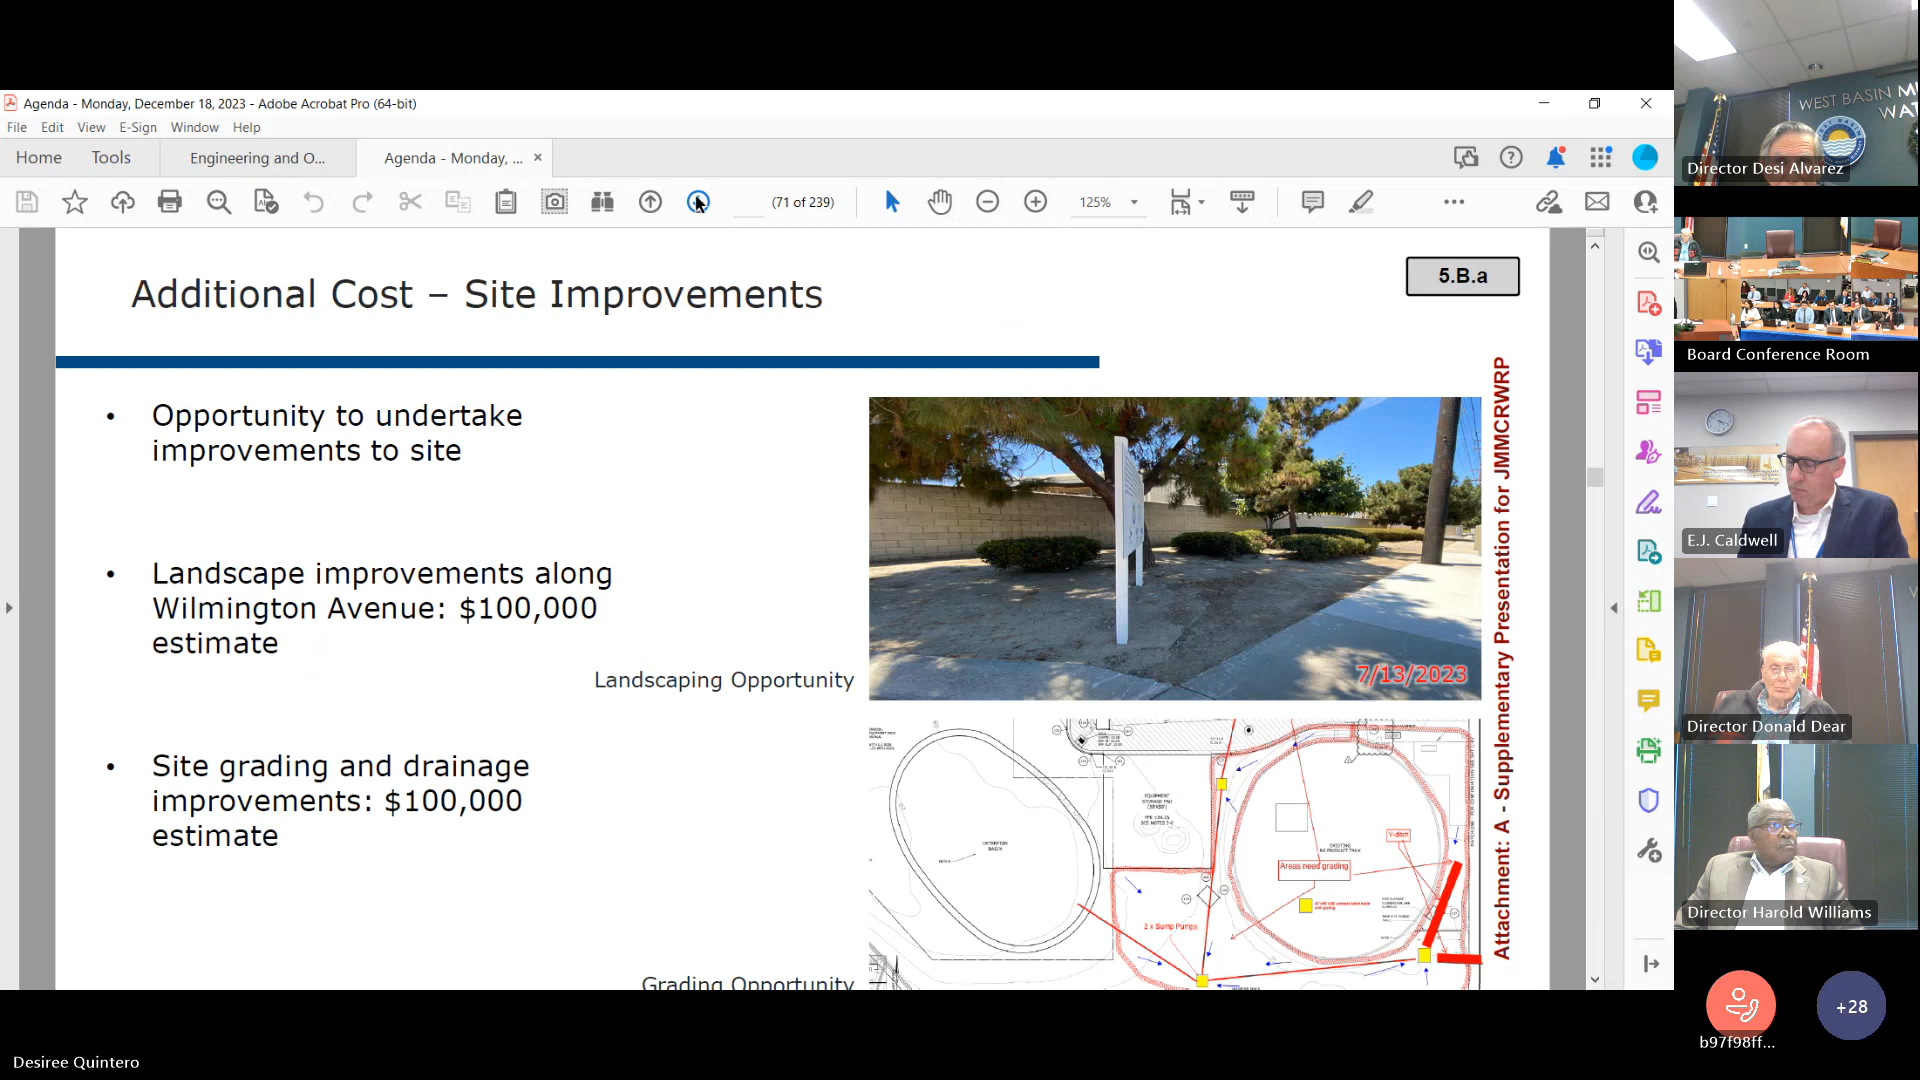 Agenda - Monday, December 18, 2023 - Adobe Acrobat Pro (64-bit)
File Edit View E-Sign Window Help
Home Tools Engineering and O... Agenda - Monday, ...
(71 of 239) 125%
Additional Cost – Site Improvements
5.B.a
• Opportunity to undertake
improvements to site
• Landscape improvements along
Wilmington Avenue: $100,000
estimate
Landscaping Opportunity
• Site grading and drainage
improvements: $100,000
estimate
Grading Opportunity
7/13/2023
EQUIPMENT
STORAGE PAD
SEE NOTES
BASIN
EXISTING
RO PRODUCT TANK
V-ditch
Areas need grading
2 x Sump Pumps
Attachment: A - Supplementary Presentation for JMMCRWRP
WEST BASIN M
WAT
Director Desi Alvarez
Board Conference Room
E.J. Caldwell
Director Donald Dear
Director Harold Williams
b97f98ff...
+28
Desiree Quintero